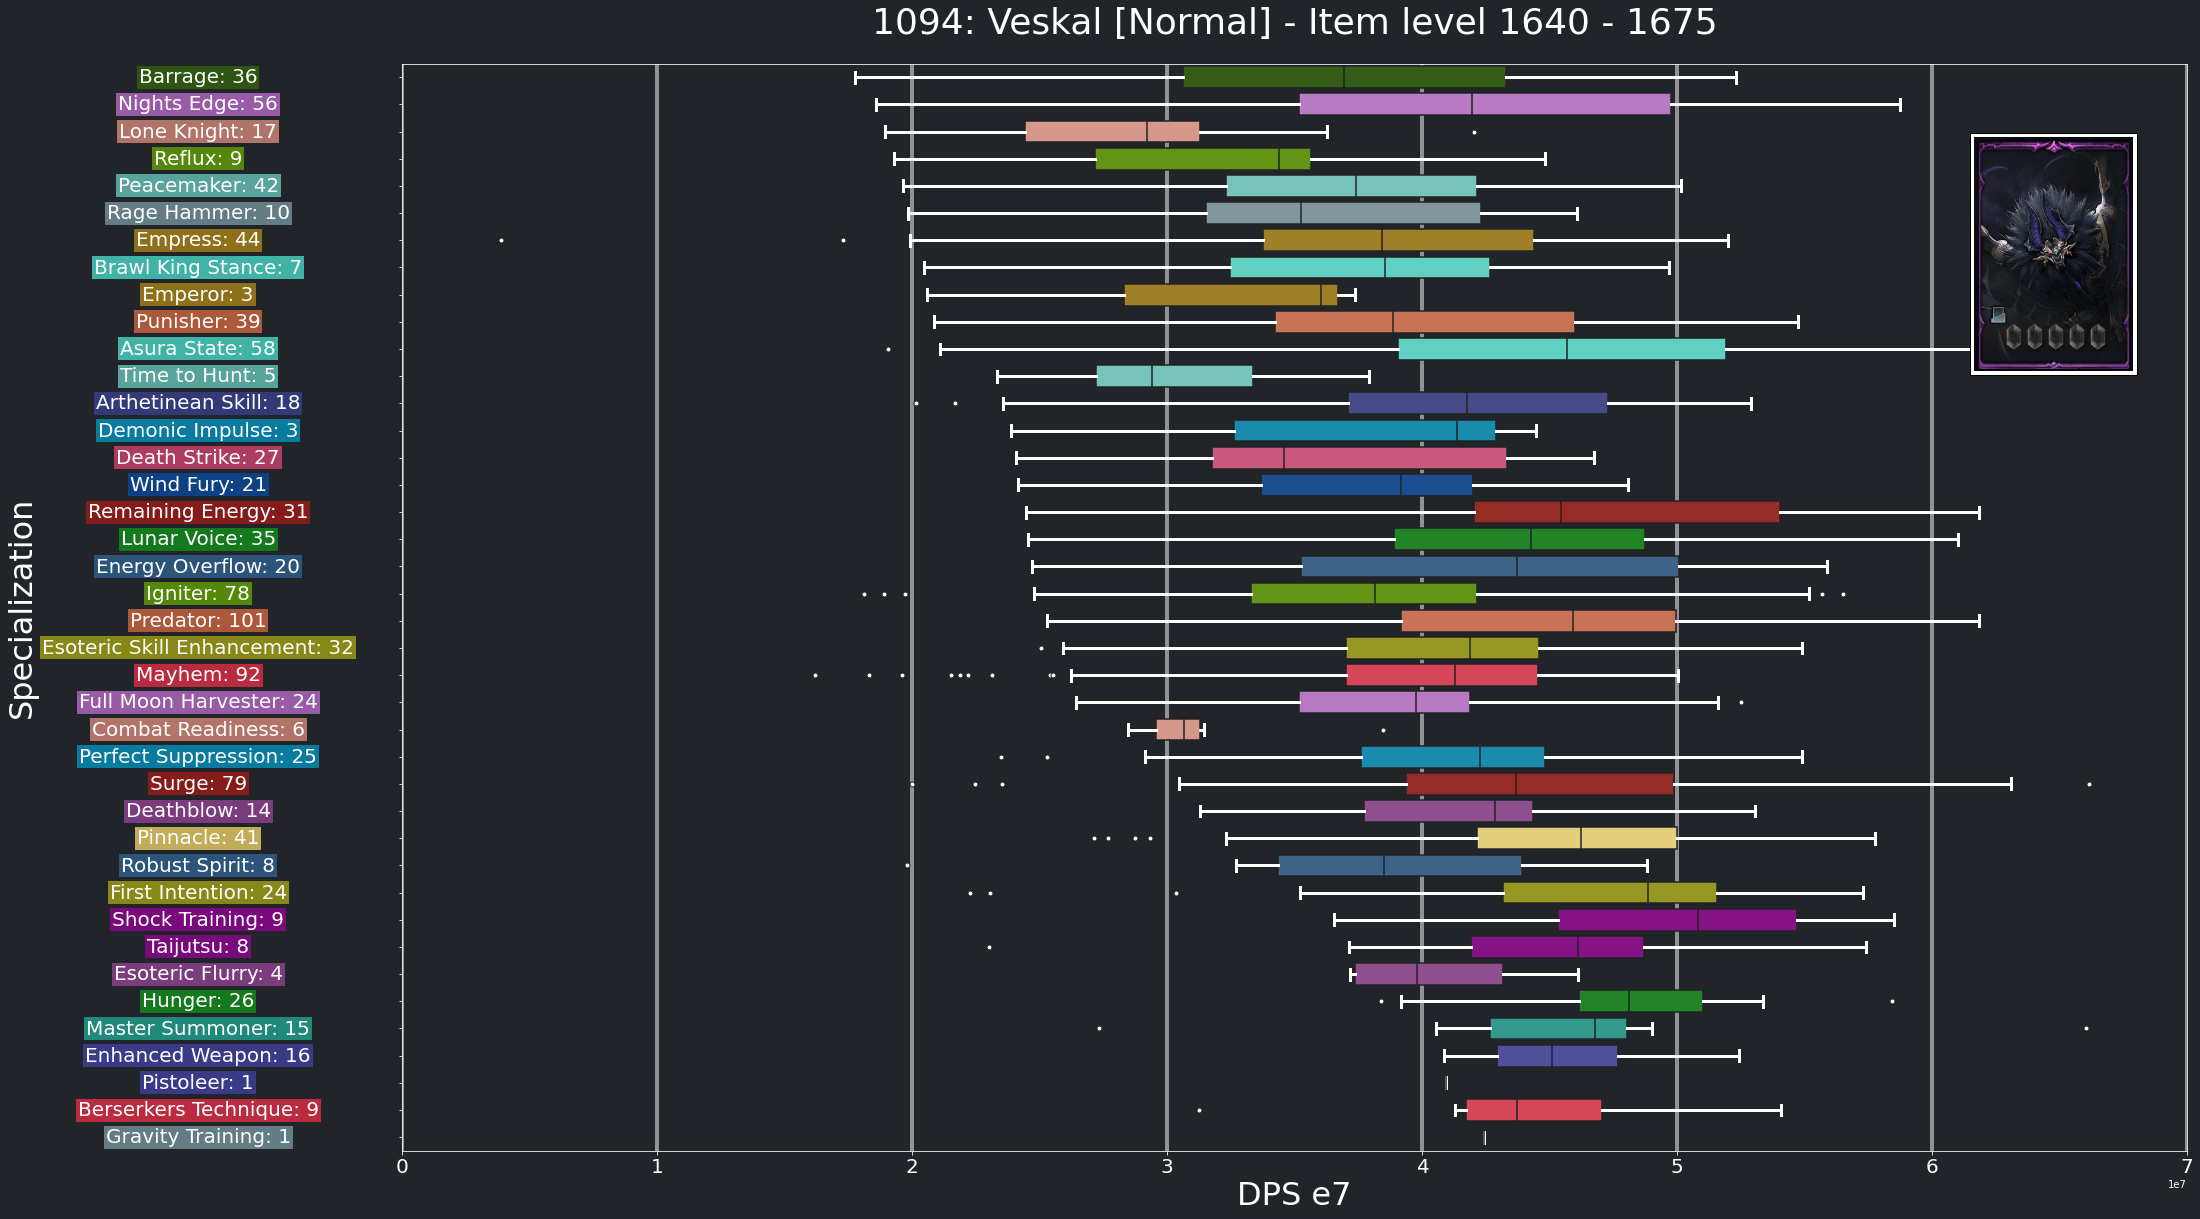 1094: Veskal [Normal] - Item level 1640 - 1675
Specialization
Barrage: 36
Nights Edge: 56
Lone Knight: 17
Reflux: 9
Peacemaker: 42
Rage Hammer: 10
Empress: 44
Brawl King Stance: 7
Emperor: 3
Punisher: 39
Asura State: 58
Time to Hunt: 5
Arthetinean Skill: 18
Demonic Impulse: 3
Death Strike: 27
Wind Fury: 21
Remaining Energy: 31
Lunar Voice: 35
Energy Overflow: 20
Igniter: 78
Predator: 101
Esoteric Skill Enhancement: 32
Mayhem: 92
Full Moon Harvester: 24
Combat Readiness: 6
Perfect Suppression: 25
Surge: 79
Deathblow: 14
Pinnacle: 41
Robust Spirit: 8
First Intention: 24
Shock Training: 9
Taijutsu: 8
Esoteric Flurry: 4
Hunger: 26
Master Summoner: 15
Enhanced Weapon: 16
Pistoleer: 1
Berserkers Technique: 9
Gravity Training: 1
0 1 2 3 4 5 6 7
1e7
DPS e7